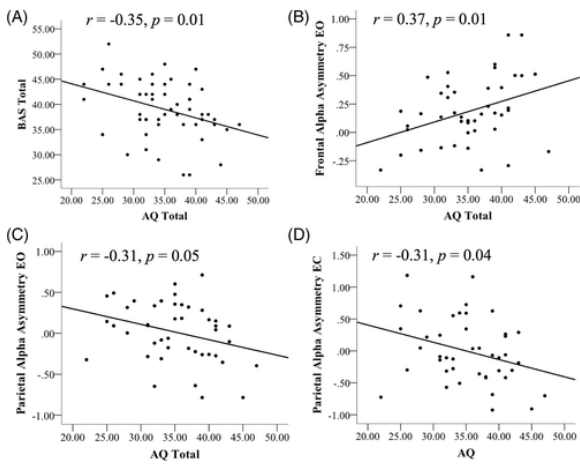 (A)
r = -0.35, p = 0.01
55.00
50.00
45.00
40.00
35.00
30.00
25.00
BAS Total
20.00 25.00 30.00 35.00 40.00 45.00 50.00
AQ Total
(B)
r = 0.37, p = 0.01
1.00
.75
.50
.25
.00
-.25
Frontal Alpha Asymmetry EO
20.00 25.00 30.00 35.00 40.00 45.00 50.00
AQ Total
(C)
r = -0.31, p = 0.05
1.00
.50
.00
-.50
-1.00
Parietal Alpha Asymmetry EO
20.00 25.00 30.00 35.00 40.00 45.00 50.00
AQ Total
(D)
r = -0.31, p = 0.04
1.50
1.00
.50
.00
-.50
-1.00
Parietal Alpha Asymmetry EC
20.00 25.00 30.00 35.00 40.00 45.00 50.00
AQ